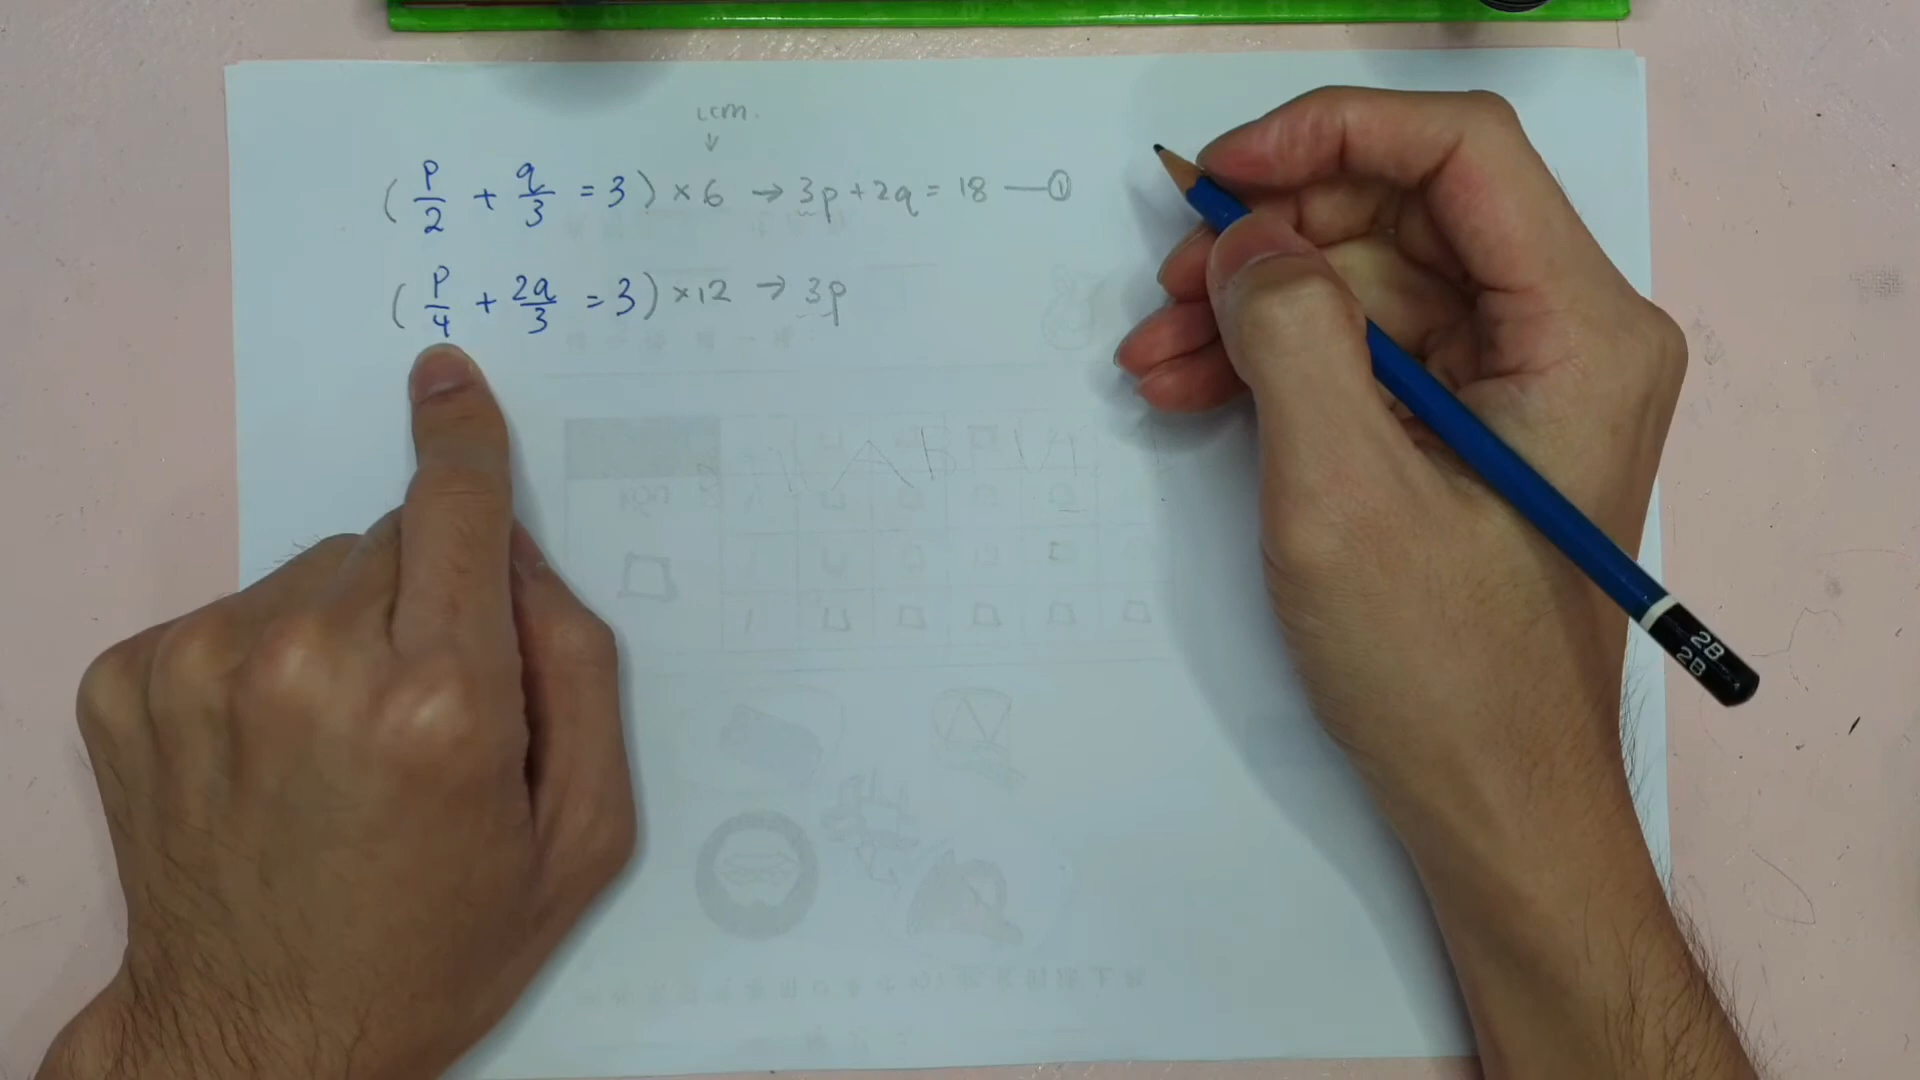 lcm.
↓
( p/2 + q/3 = 3 ) × 6 → 3p + 2q = 18 — ①
( p/4 + 2q/3 = 3 ) × 12 → 3p
2B
2B